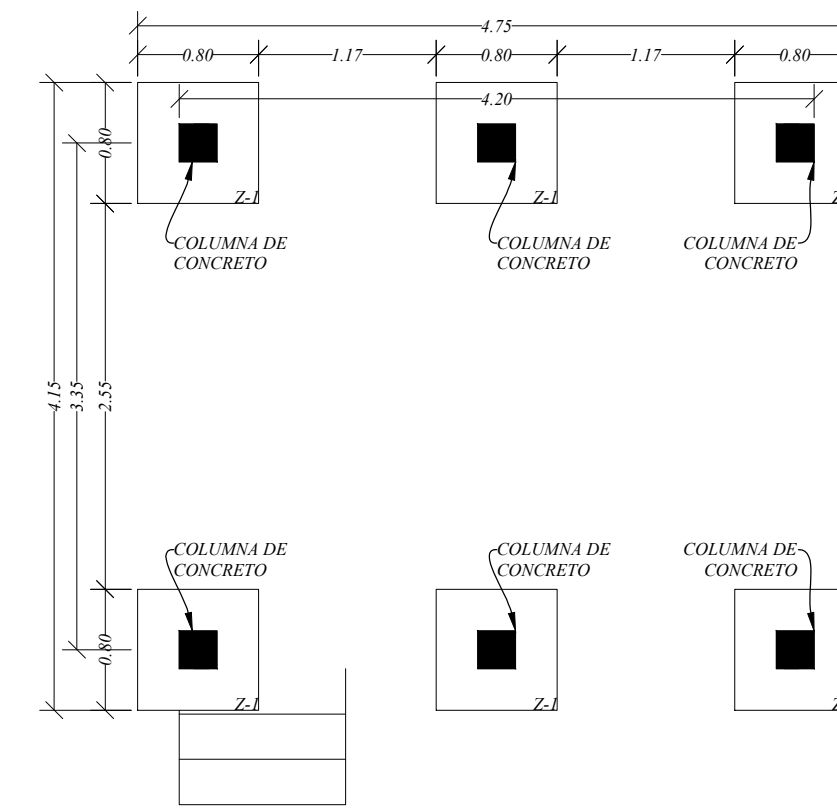 4.75
0.80 1.17 0.80 1.17 0.80
4.20
0.80
Z-1 Z-1
COLUMNA DE
CONCRETO
COLUMNA DE
CONCRETO
COLUMNA DE
CONCRETO
4.15
3.35
2.55
COLUMNA DE
CONCRETO
COLUMNA DE
CONCRETO
COLUMNA DE
CONCRETO
0.80
Z-1 Z-1